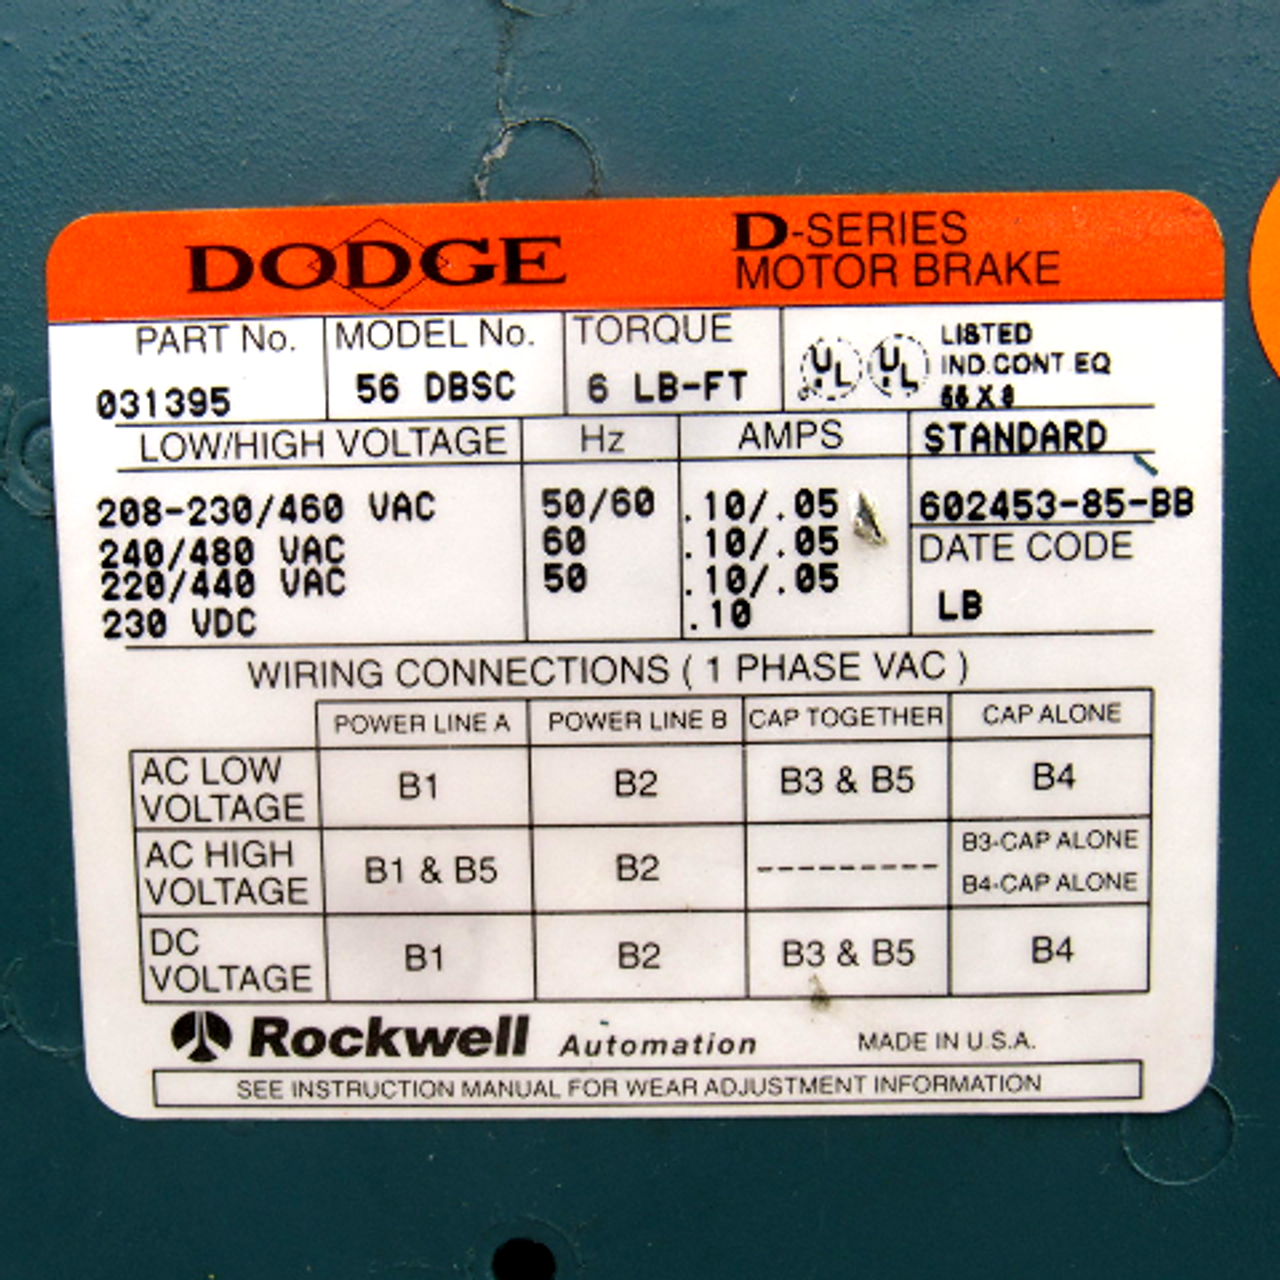 DODGE
D-SERIES
MOTOR BRAKE
PART No. MODEL No. TORQUE
031395 56 DBSC 6 LB-FT
UL UL LISTED
IND.CONT.EQ
LOW/HIGH VOLTAGE Hz AMPS STANDARD
208-230/460 VAC 50/60 .10/.05 602453-85-BB
240/480 VAC 60 .10/.05 DATE CODE
220/440 VAC 50 .10/.05
230 VDC .10 LB
WIRING CONNECTIONS ( 1 PHASE VAC )
POWER LINE A POWER LINE B CAP TOGETHER CAP ALONE
AC LOW
VOLTAGE B1 B2 B3 & B5 B4
AC HIGH
VOLTAGE B1 & B5 B2 --------- B3-CAP ALONE
B4-CAP ALONE
DC
VOLTAGE B1 B2 B3 & B5 B4
Rockwell Automation MADE IN U.S.A.
SEE INSTRUCTION MANUAL FOR WEAR ADJUSTMENT INFORMATION